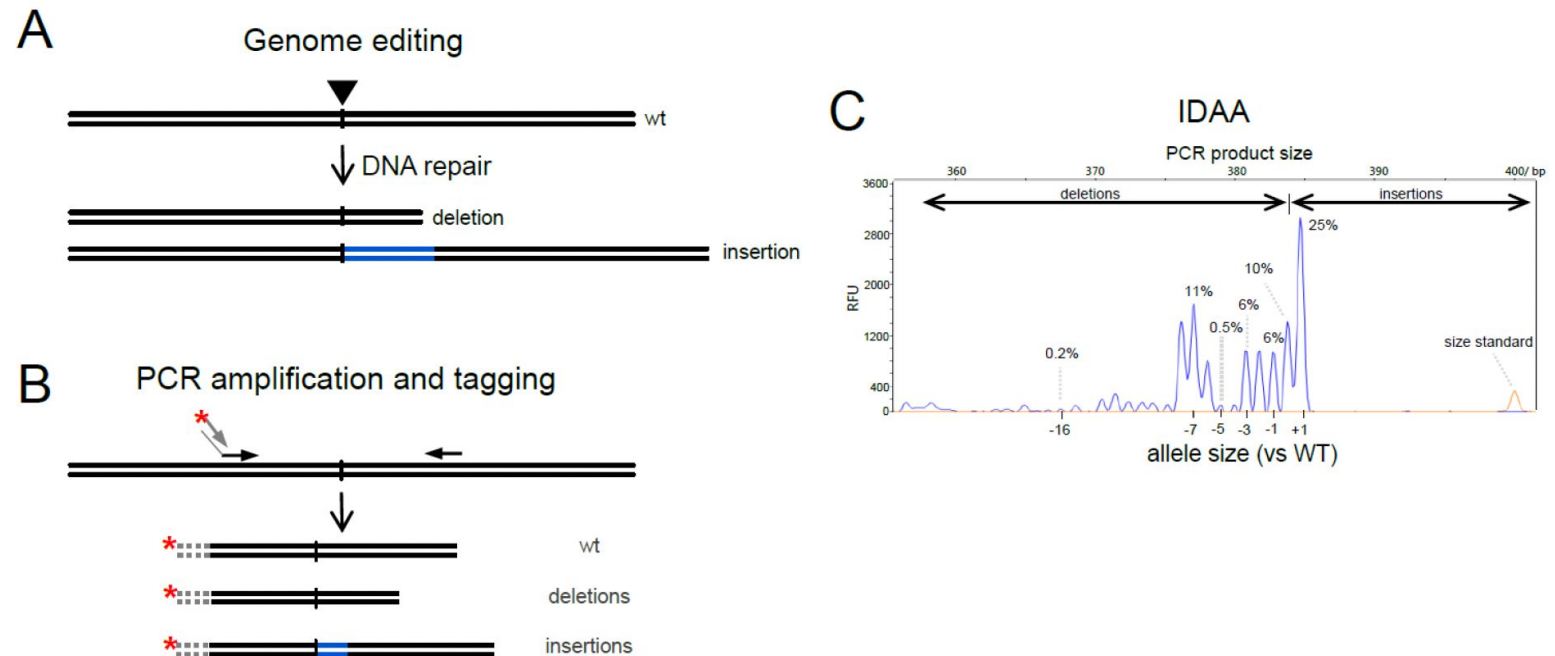 A
Genome editing
wt
DNA repair
deletion
insertion
B
PCR amplification and tagging
*
* wt
* deletions
* insertions
C
IDAA
PCR product size
360 370 380 390 400/ bp
3600
deletions insertions
2800
25%
10%
2000
11%
6%
RFU
0.5%
1200
6%
0.2%
size standard
400
0
-16 -7 -5 -3 -1 +1
allele size (vs WT)